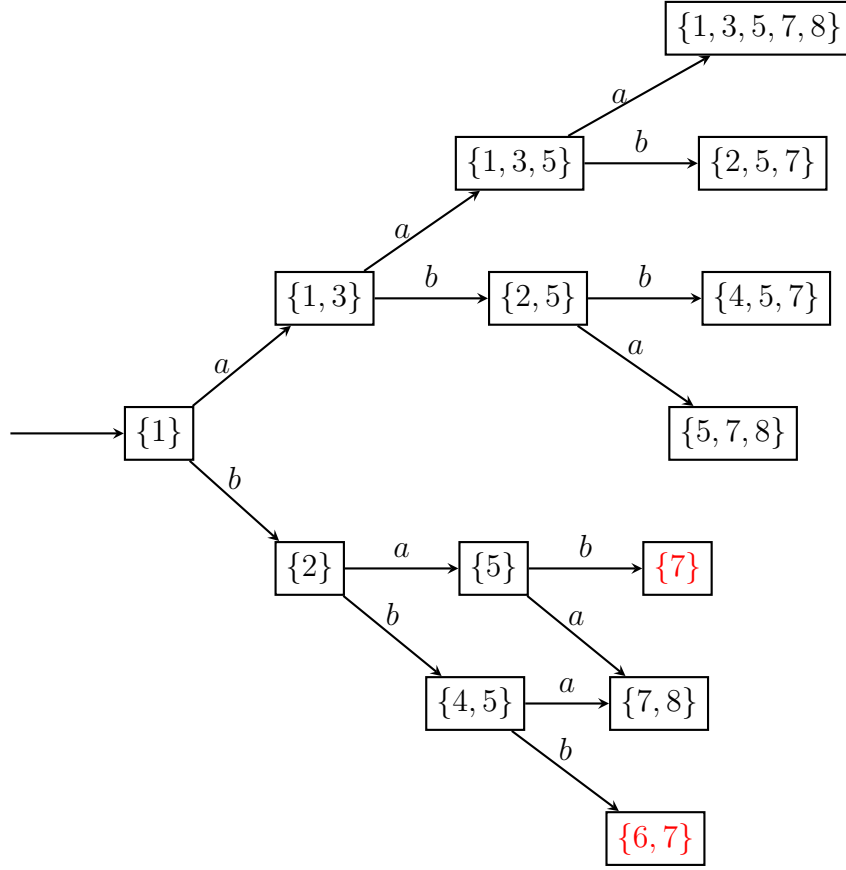 {1, 3, 5, 7, 8}
a
{1, 3, 5}
b
{2, 5, 7}
a
{1, 3}
b
{2, 5}
b
{4, 5, 7}
a
a
{1}
{5, 7, 8}
b
{2}
a
{5}
b
{7}
b
a
{4, 5}
a
{7, 8}
b
{6, 7}